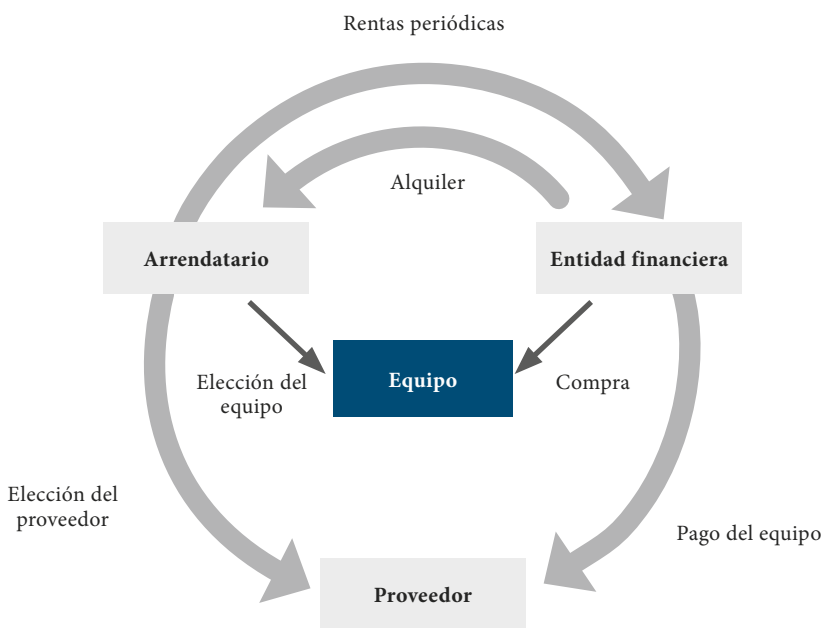 Rentas periódicas
Alquiler
Arrendatario
Entidad financiera
Elección del
equipo
Equipo
Compra
Elección del
proveedor
Pago del equipo
Proveedor